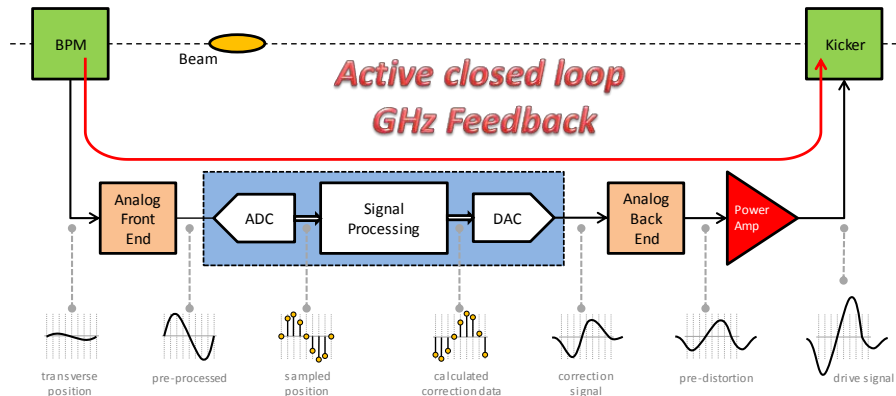 BPM
Kicker
Beam
Active closed loop
GHz Feedback
Analog
Front
End
ADC
Signal
Processing
DAC
Analog
Back
End
Power
Amp
transverse
position
pre-processed
sampled
position
calculated
correction data
correction
signal
pre-distortion
drive signal